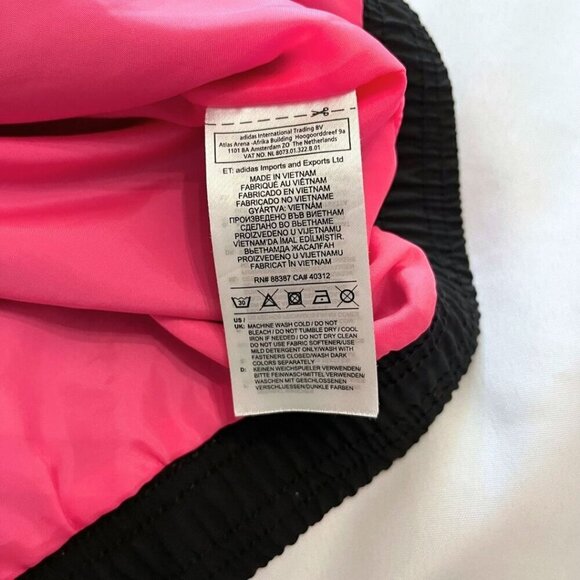 adidas International Trading BV
Atlas Arena -Afrika Building Hoogoorddreef 9a
1101 BA Amsterdam ZO The Netherlands
VAT NO. NL 8073.01.322.B.01
ET: adidas Imports and Exports Ltd
MADE IN VIETNAM
FABRIQUÉ AU VIÊTNAM
FABRICADO EN VIETNAM
FABRICADO NO VIETNAM
GYÁRTVA: VIETNÁM
ПРОИЗВЕДЕНО ВЪВ ВИЕТНАМ
СДЕЛАНО ВО ВЬЕТНАМЕ
PROIZVEDENO U VIJETNAMU
VIETNAM'DA İMAL EDİLMİŞTİR.
ВЬЕТНАМДА ЖАСАЛҒАН
PROIZVEDENO U VIJETNAMU
FABRICAT ÎN VIETNAM
RN# 88387 CA# 40312
30
US /
UK: MACHINE WASH COLD / DO NOT
BLEACH / DO NOT TUMBLE DRY / COOL
IRON IF NEEDED / DO NOT DRY CLEAN
DO NOT USE FABRIC SOFTENER/USE
MILD DETERGENT ONLY/WASH WITH
FASTENERS CLOSED/WASH DARK
COLORS SEPARATELY
D: KEINEN WEICHSPUELER VERWENDEN/
BITTE FEINWASCHMITTEL VERWENDEN/
WASCHEN MIT GESCHLOSSENEN
VERSCHLUESSEN/DUNKLE FARBEN